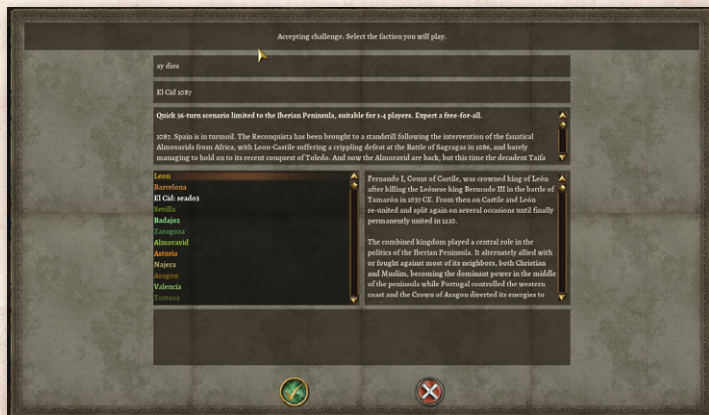 Accepting challenge. Select the faction you will play.
ay dios
El Cid 1087
Quick 36-turn scenario limited to the Iberian Peninsula, suitable for 1-4 players. Expect a free-for-all.
1087. Spain is in turmoil. The Reconquista has been brought to a standstill following the intervention of the fanatical
Almoravids from Africa, with Leon-Castile suffering a crippling defeat at the Battle of Sagragas in 1086, and barely
managing to hold on to its recent conquest of Toledo. And now the Almoravid are back, but this time the decadent Taifa
Leon
Barcelona
El Cid: seado3
Sevilla
Badajoz
Zaragoza
Almoravid
Asturia
Najera
Aragon
Valencia
Tortosa
Fernando I, Count of Castile, was crowned king of León
after killing the Leónese king Bermudo III in the battle of
Tamarón in 1037 CE. From then on Castile and León
re-united and split again on several occasions until finally
permanently united in 1230.
The combined kingdom played a central role in the
politics of the Iberian Peninsula. It alternately allied with
or fought against most of its neighbors, both Christian
and Muslim, becoming the dominant power in the middle
of the peninsula while Portugal controlled the western
coast and the Crown of Aragon diverted its energies to